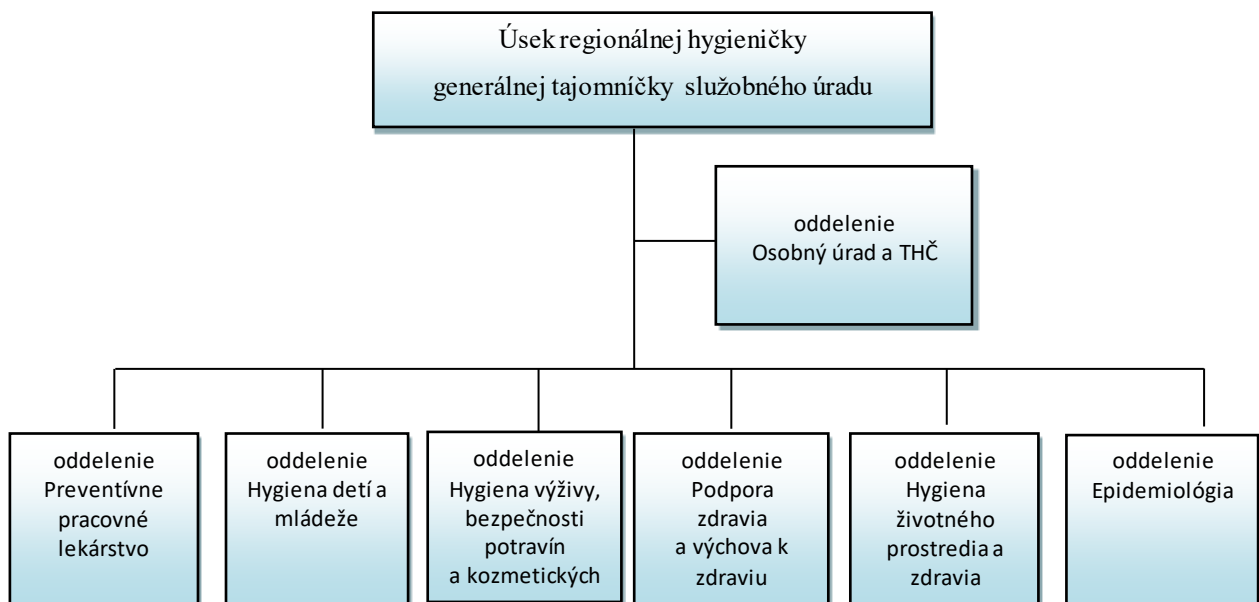 Úsek regionálnej hygieničky
generálnej tajomníčky služobného úradu
oddelenie
Osobný úrad a THČ
oddelenie
Preventívne
pracovné
lekárstvo
oddelenie
Hygiena detí a
mládeže
oddelenie
Hygiena výživy,
bezpečnosti
potravín
a kozmetických
oddelenie
Podpora
zdravia
a výchova k
zdraviu
oddelenie
Hygiena
životného
prostredia a
zdravia
oddelenie
Epidemiológia